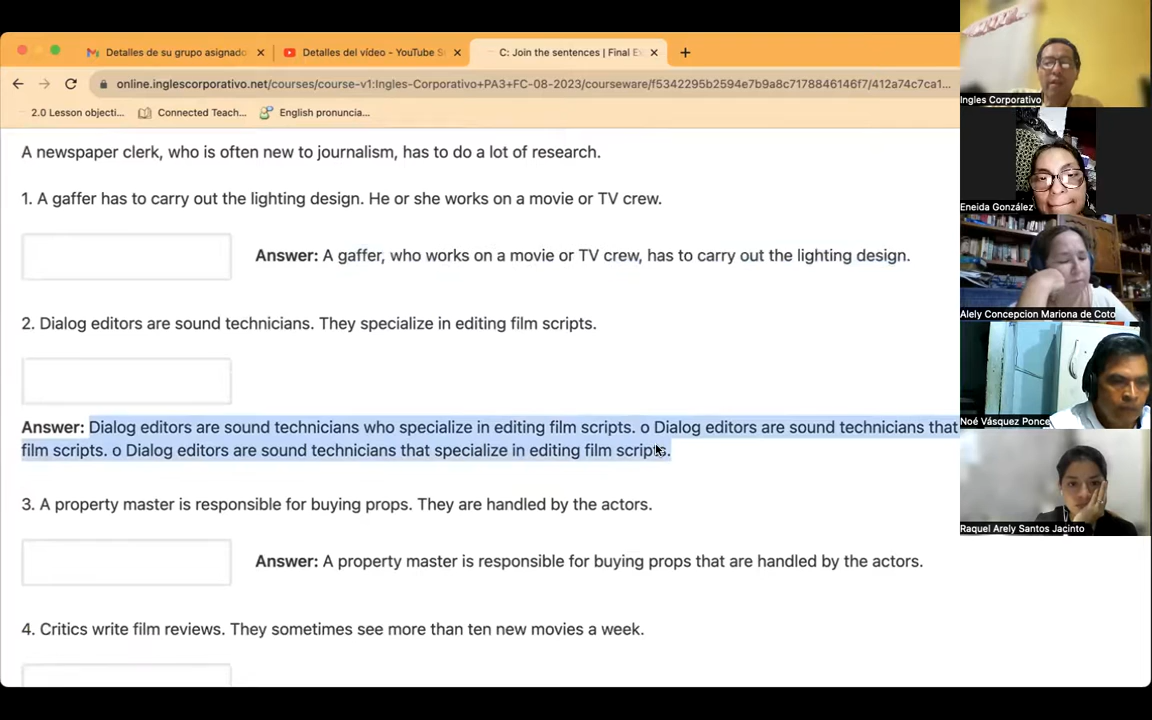 Detalles de su grupo asignado
Detalles del vídeo - YouTube S
C: Join the sentences | Final E
online.inglescorporativo.net/courses/course-v1:Ingles-Corporativo+PA3+FC-08-2023/courseware/f5342295b2594e7b9a8c7178846146f7/412a74c7ca1...
2.0 Lesson objecti...
Connected Teach...
English pronuncia...
A newspaper clerk, who is often new to journalism, has to do a lot of research.
1. A gaffer has to carry out the lighting design. He or she works on a movie or TV crew.
Answer: A gaffer, who works on a movie or TV crew, has to carry out the lighting design.
2. Dialog editors are sound technicians. They specialize in editing film scripts.
Answer: Dialog editors are sound technicians who specialize in editing film scripts. o Dialog editors are sound technicians that
film scripts. o Dialog editors are sound technicians that specialize in editing film scripts.
3. A property master is responsible for buying props. They are handled by the actors.
Answer: A property master is responsible for buying props that are handled by the actors.
4. Critics write film reviews. They sometimes see more than ten new movies a week.
Ingles Corporativo
Eneida González
Alely Concepcion Mariona de Coto
Noé Vásquez Ponce
Raquel Arely Santos Jacinto